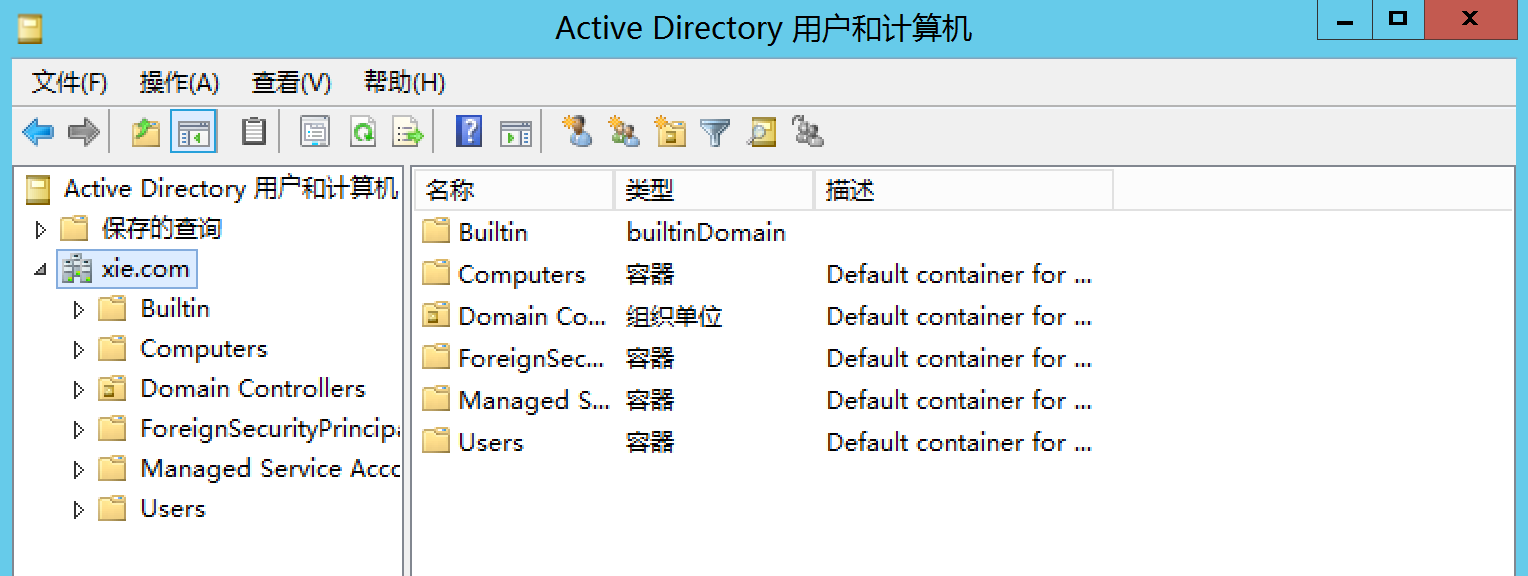 Active Directory 用户和计算机
文件(F) 操作(A) 查看(V) 帮助(H)
Active Directory 用户和计算机
保存的查询
xie.com
Builtin
Computers
Domain Controllers
ForeignSecurityPrincip
Managed Service Acc
Users
名称 类型 描述
Builtin builtinDomain
Computers 容器 Default container for ...
Domain Co... 组织单位 Default container for ...
ForeignSec... 容器 Default container for ...
Managed S... 容器 Default container for ...
Users 容器 Default container for ...